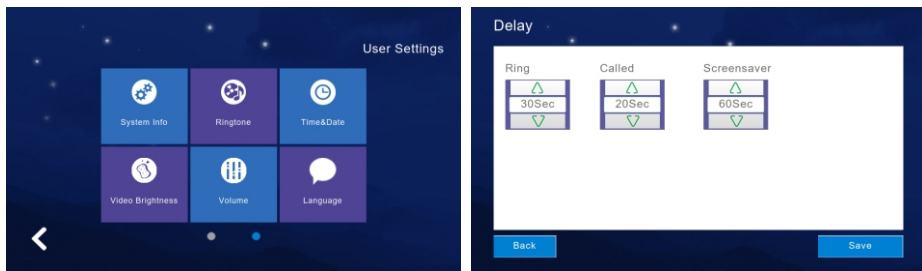 User Settings
System Info
Ringtone
Time&Date
Video Brightness
Volume
Language
Delay
Ring
Called
Screensaver
30Sec
20Sec
60Sec
Back
Save